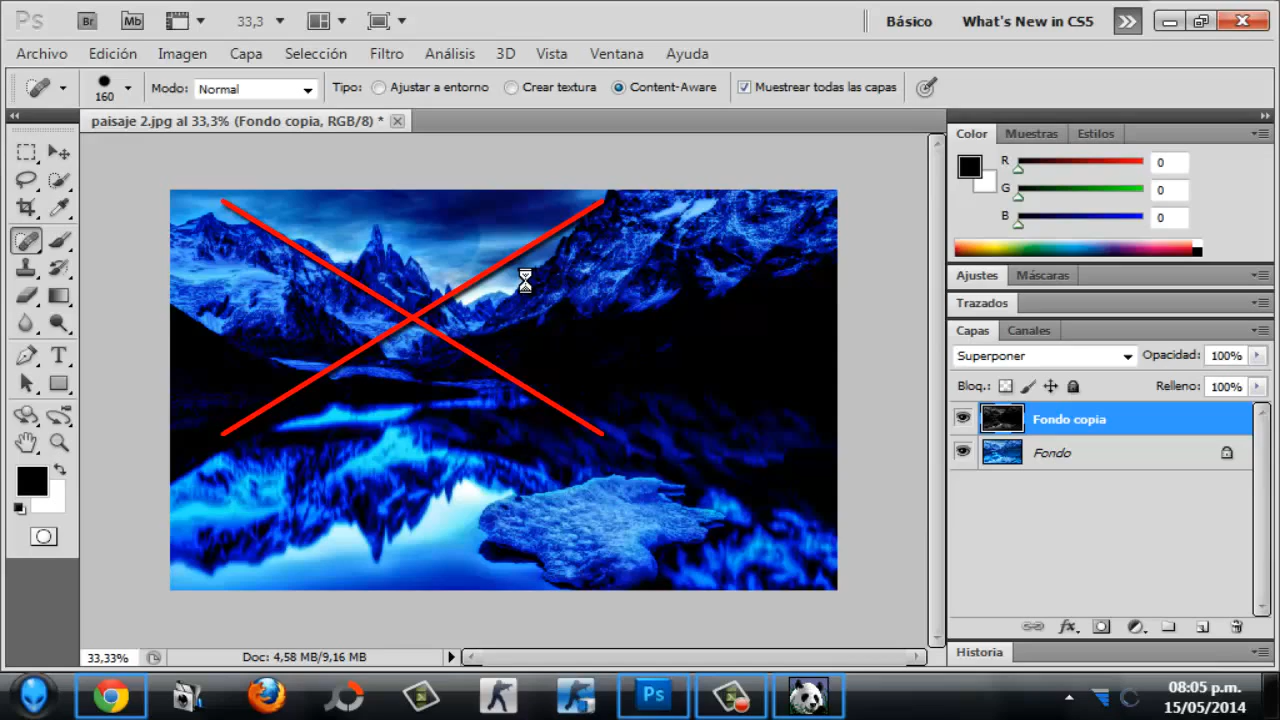 Ps Br Mb 33,3 Básico What's New in CS5
Archivo Edición Imagen Capa Selección Filtro Análisis 3D Vista Ventana Ayuda
160 Modo: Normal Tipo: Ajustar a entorno Crear textura Content-Aware Muestrear todas las capas
paisaje 2.jpg al 33,3% (Fondo copia, RGB/8) *
Color Muestras Estilos
R 0
G 0
B 0
Ajustes Máscaras
Trazados
Capas Canales
Superponer Opacidad: 100%
Bloq.: Relleno: 100%
Fondo copia
Fondo
T
fx
33,33% Doc: 4,58 MB/9,16 MB
Historia
Ps
08:05 p.m.
15/05/2014